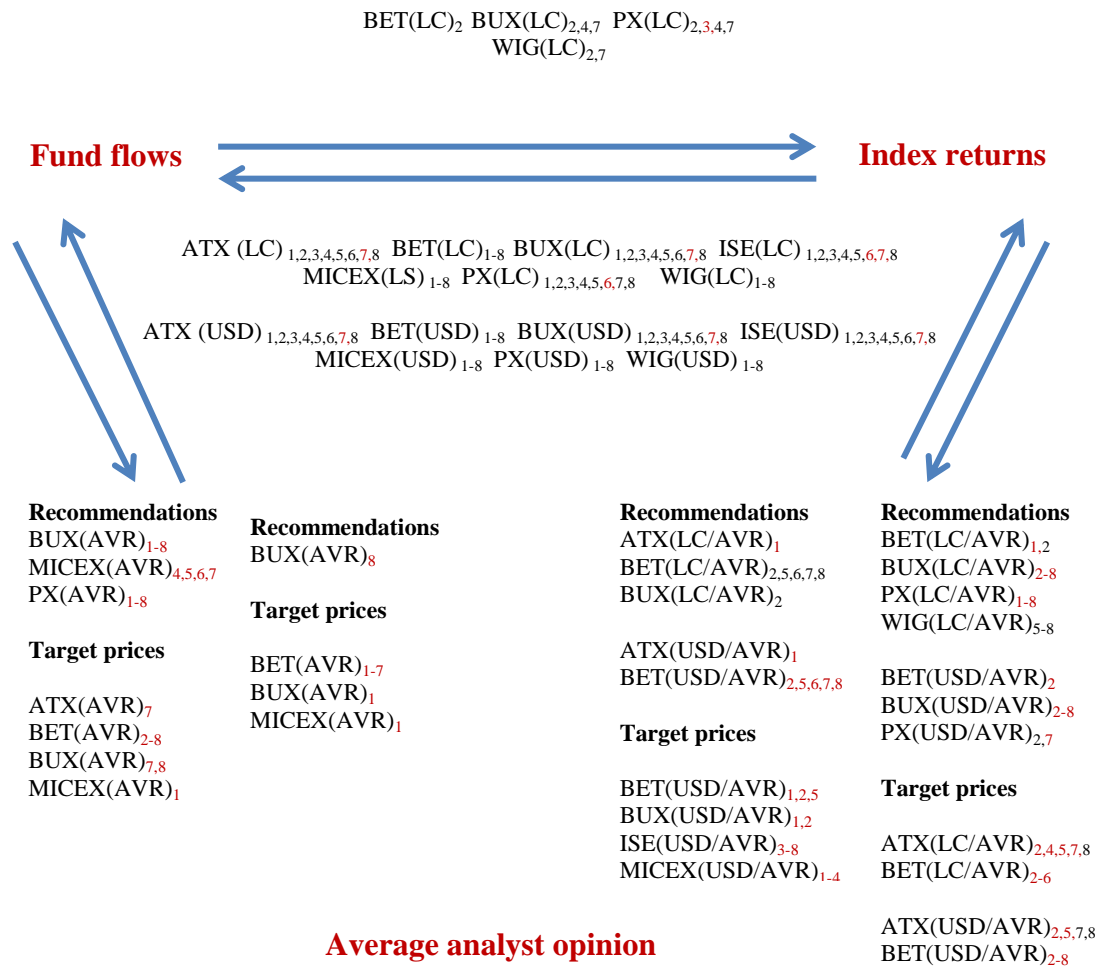 BET(LC)2 BUX(LC)2,4,7 PX(LC)2,3,4,7
WIG(LC)2,7
Fund flows
Index returns
ATX (LC) 1,2,3,4,5,6,7,8 BET(LC)1-8 BUX(LC) 1,2,3,4,5,6,7,8 ISE(LC) 1,2,3,4,5,6,7,8
MICEX(LS) 1-8 PX(LC) 1,2,3,4,5,6,7,8 WIG(LC)1-8
ATX (USD) 1,2,3,4,5,6,7,8 BET(USD) 1-8 BUX(USD) 1,2,3,4,5,6,7,8 ISE(USD) 1,2,3,4,5,6,7,8
MICEX(USD) 1-8 PX(USD) 1-8 WIG(USD) 1-8
Recommendations
BUX(AVR)1-8
MICEX(AVR)4,5,6,7
PX(AVR)1-8
Target prices
ATX(AVR)7
BET(AVR)2-8
BUX(AVR)7,8
MICEX(AVR)1
Recommendations
BUX(AVR)8
Target prices
BET(AVR)1-7
BUX(AVR)1
MICEX(AVR)1
Recommendations
ATX(LC/AVR)1
BET(LC/AVR)2,5,6,7,8
BUX(LC/AVR)2
ATX(USD/AVR)1
BET(USD/AVR)2,5,6,7,8
Target prices
BET(USD/AVR)1,2,5
BUX(USD/AVR)1,2
ISE(USD/AVR)3-8
MICEX(USD/AVR)1-4
Recommendations
BET(LC/AVR)1,2
BUX(LC/AVR)2-8
PX(LC/AVR)1-8
WIG(LC/AVR)5-8
BET(USD/AVR)2
BUX(USD/AVR)2-8
PX(USD/AVR)2,7
Target prices
ATX(LC/AVR)2,4,5,7,8
BET(LC/AVR)2-6
ATX(USD/AVR)2,5,7,8
BET(USD/AVR)2-8
Average analyst opinion